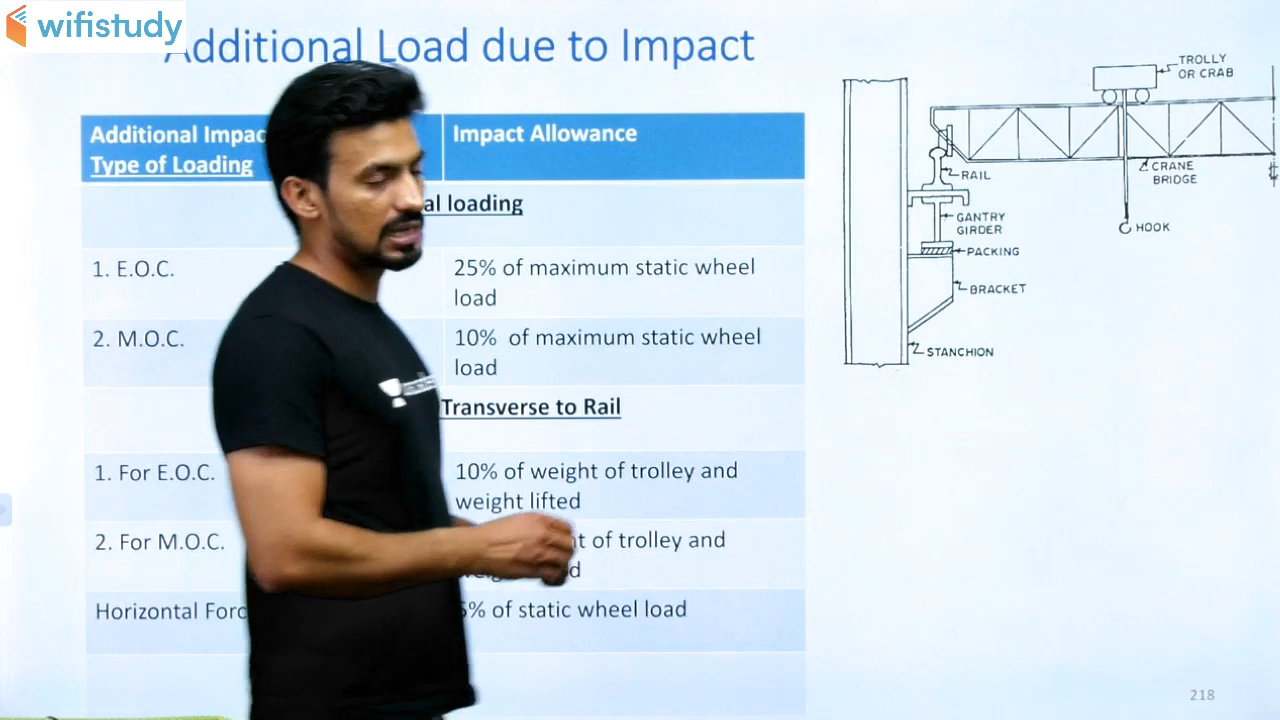 wifistudy
Additional Load due to Impact
Additional Impac
Type of Loading
Impact Allowance
al loading
1. E.O.C.
25% of maximum static wheel
load
2. M.O.C.
10% of maximum static wheel
load
Transverse to Rail
1. For E.O.C.
10% of weight of trolley and
weight lifted
2. For M.O.C.
t of trolley and
Horizontal Forc
5% of static wheel load
TROLLY
OR CRAB
RAIL
CRANE
BRIDGE
GANTRY
GIRDER
HOOK
PACKING
BRACKET
STANCHION
218